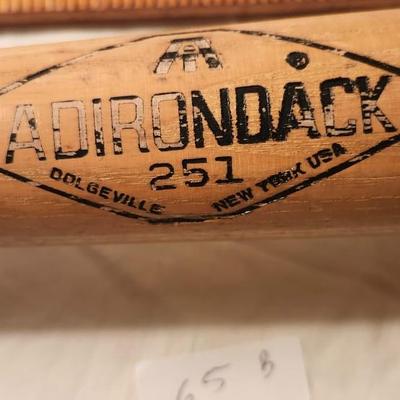 ADIRONDACK
251
DOLGEVILLE NEW YORK USA
65 B